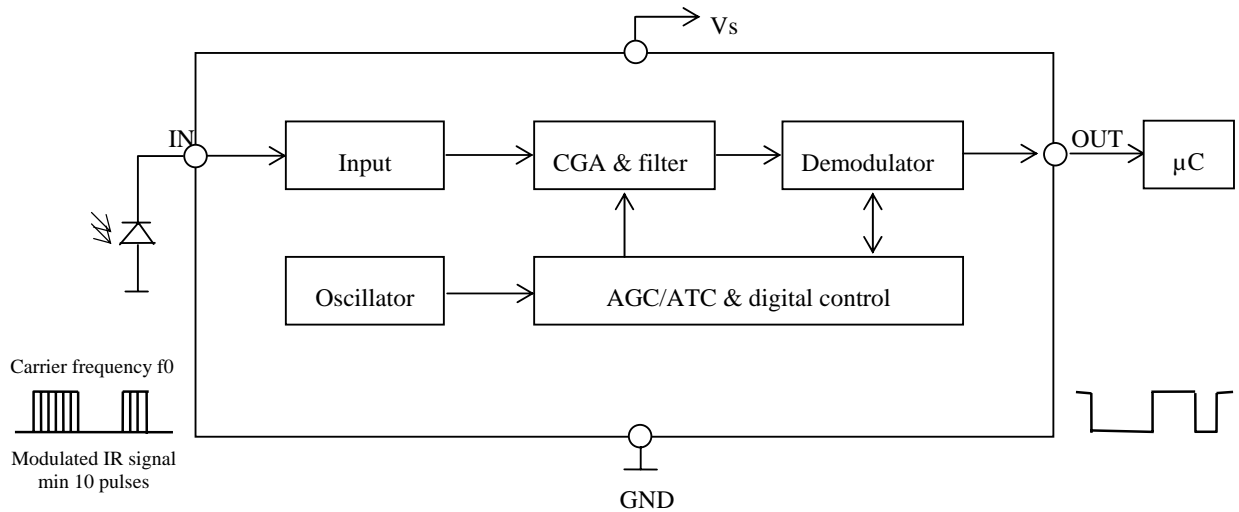 Vs
IN
Input
CGA & filter
Demodulator
OUT
µC
Oscillator
AGC/ATC & digital control
Carrier frequency f0
Modulated IR signal
min 10 pulses
GND